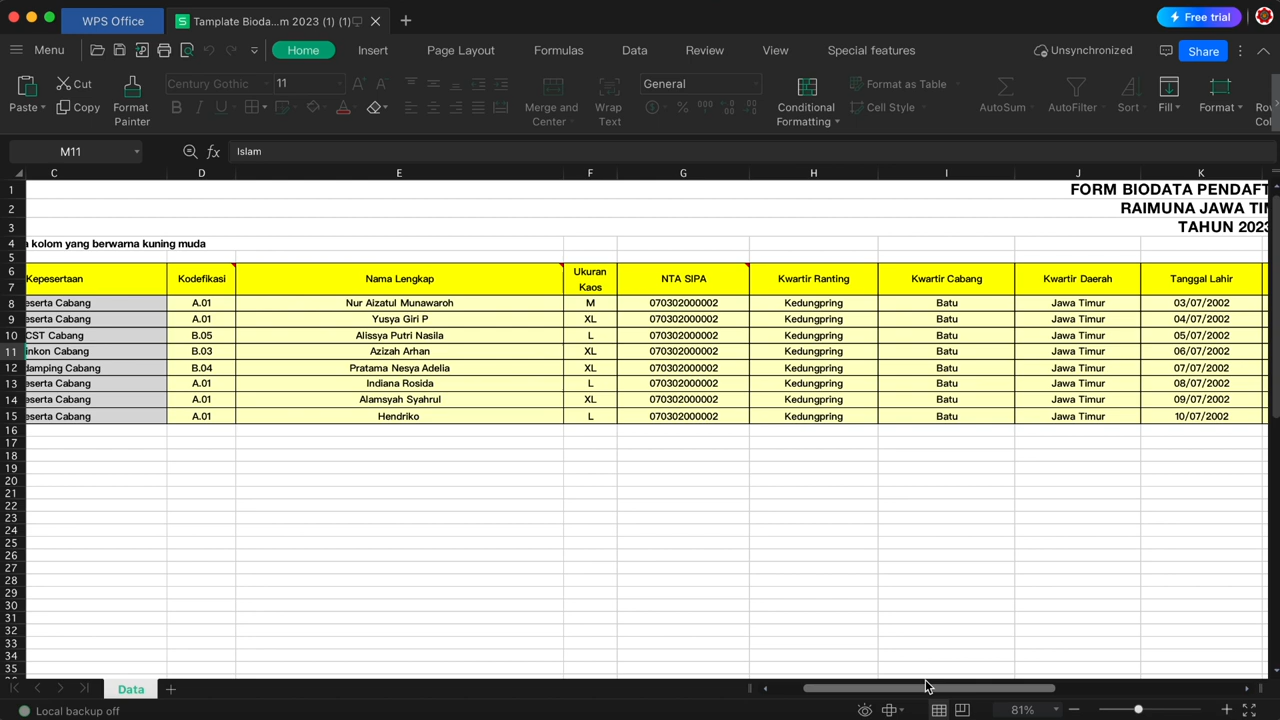 WPS Office
S Tamplate Bioda...m 2023 (1) (1)
Free trial
Menu
Home
Insert
Page Layout
Formulas
Data
Review
View
Special features
Unsynchronized
Share
Paste
Cut
Copy
Format Painter
Century Gothic
11
Merge and Center
Wrap Text
General
Conditional Formatting
Format as Table
Cell Style
AutoSum
AutoFilter
Sort
Fill
Format
M11
fx
Islam
C D E F G H I J K
1 FORM BIODATA PENDAFT
2 RAIMUNA JAWA TIM
3 TAHUN 2023
4 kolom yang berwarna kuning muda
5
6 Kepesertaan Kodefikasi Nama Lengkap Ukuran Kaos NTA SIPA Kwartir Ranting Kwartir Cabang Kwartir Daerah Tanggal Lahir
7
8 eserta Cabang A.01 Nur Aizatul Munawaroh M 070302000002 Kedungpring Batu Jawa Timur 03/07/2002
9 eserta Cabang A.01 Yusya Giri P XL 070302000002 Kedungpring Batu Jawa Timur 04/07/2002
10 CST Cabang B.05 Alissya Putri Nasila L 070302000002 Kedungpring Batu Jawa Timur 05/07/2002
11 inkon Cabang B.03 Azizah Arhan XL 070302000002 Kedungpring Batu Jawa Timur 06/07/2002
12 damping Cabang B.04 Pratama Nesya Adelia XL 070302000002 Kedungpring Batu Jawa Timur 07/07/2002
13 eserta Cabang A.01 Indiana Rosida L 070302000002 Kedungpring Batu Jawa Timur 08/07/2002
14 eserta Cabang A.01 Alamsyah Syahrul XL 070302000002 Kedungpring Batu Jawa Timur 09/07/2002
15 eserta Cabang A.01 Hendriko L 070302000002 Kedungpring Batu Jawa Timur 10/07/2002
16
17
18
19
20
21
22
23
24
25
26
27
28
29
30
31
32
33
34
35
Data
Local backup off
81%